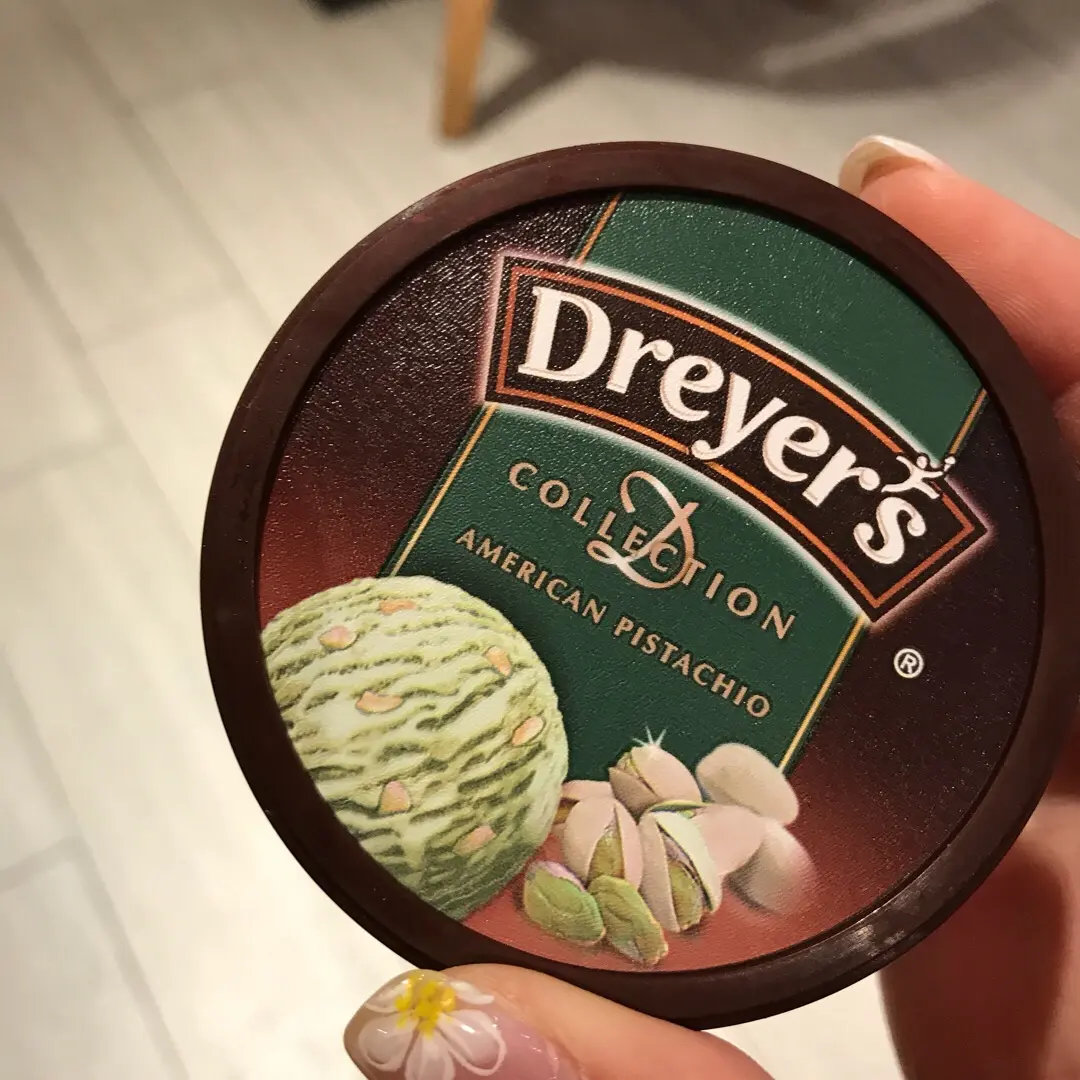 Dreyer's
D
COLLECTION
AMERICAN PISTACHIO
®